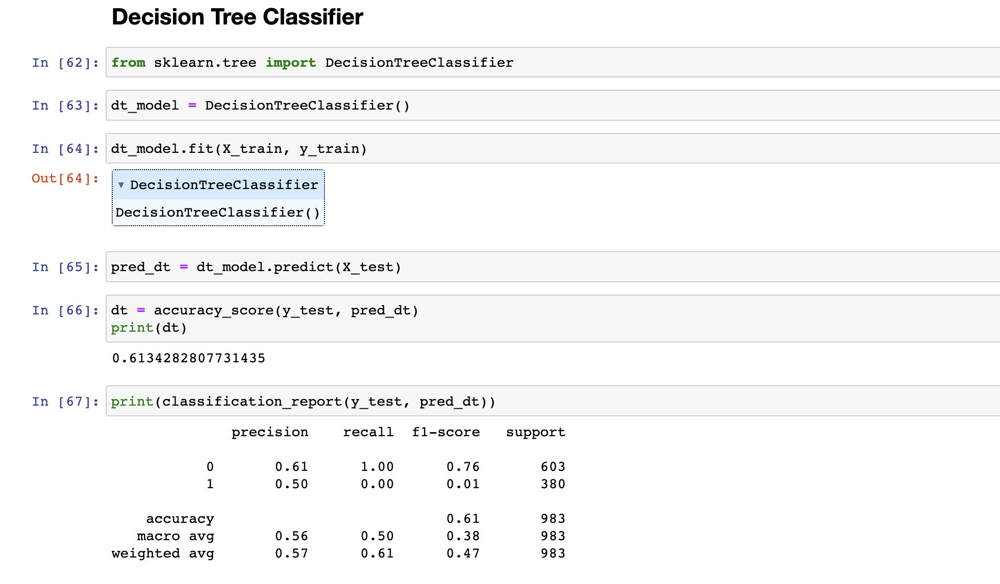 Decision Tree Classifier
In [62]: from sklearn.tree import DecisionTreeClassifier
In [63]: dt_model = DecisionTreeClassifier()
In [64]: dt_model.fit(X_train, y_train)
Out[64]: ▼ DecisionTreeClassifier
DecisionTreeClassifier()
In [65]: pred_dt = dt_model.predict(X_test)
In [66]: dt = accuracy_score(y_test, pred_dt)
print(dt)
0.6134282807731435
In [67]: print(classification_report(y_test, pred_dt))
precision recall f1-score support
0 0.61 1.00 0.76 603
1 0.50 0.00 0.01 380
accuracy 0.61 983
macro avg 0.56 0.50 0.38 983
weighted avg 0.57 0.61 0.47 983